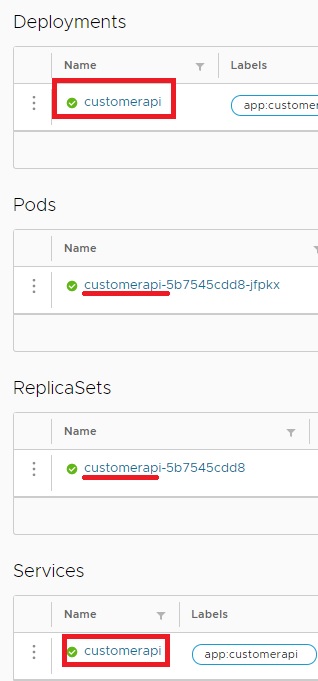 Deployments
Name Labels
customerapi app:custome
Pods
Name
customerapi-5b7545cdd8-jfpkx
ReplicaSets
Name
customerapi-5b7545cdd8
Services
Name Labels
customerapi app:customerapi